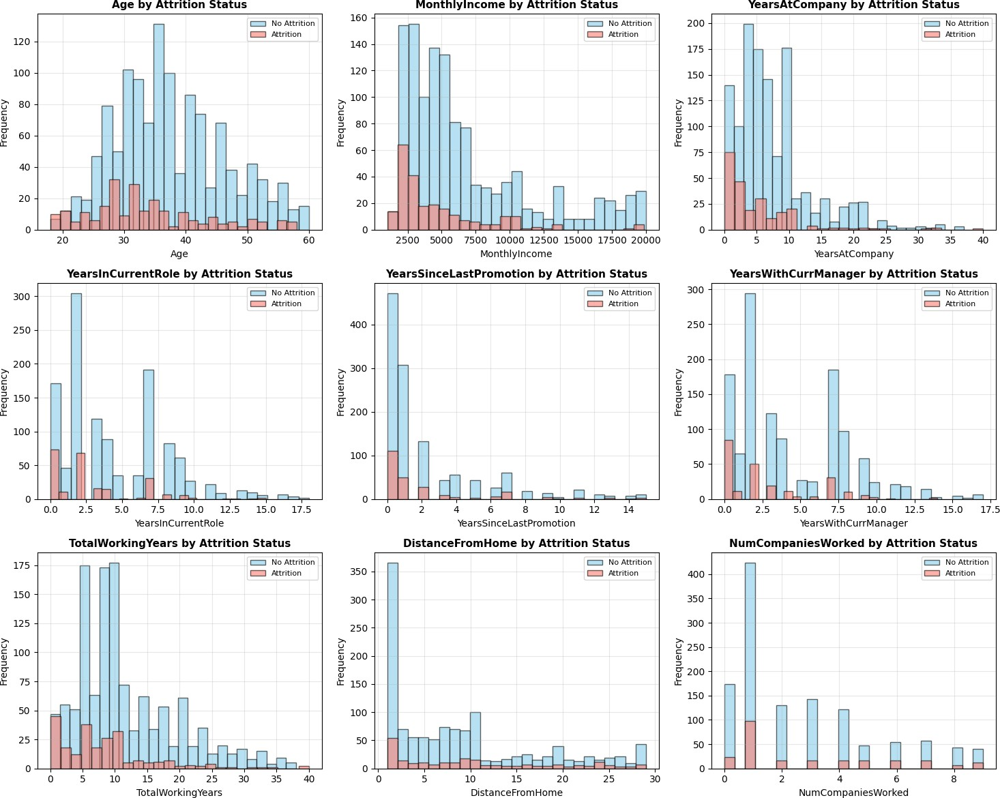 Age by Attrition Status
No Attrition
Attrition
120
100
80
60
40
20
0
Frequency
20 30 40 50 60
Age
MonthlyIncome by Attrition Status
No Attrition
Attrition
160
140
120
100
80
60
40
20
0
Frequency
2500 5000 7500 10000 12500 15000 17500 20000
MonthlyIncome
YearsAtCompany by Attrition Status
No Attrition
Attrition
200
175
150
125
100
75
50
25
0
Frequency
0 5 10 15 20 25 30 35 40
YearsAtCompany
YearsInCurrentRole by Attrition Status
No Attrition
Attrition
300
250
200
150
100
50
0
Frequency
0.0 2.5 5.0 7.5 10.0 12.5 15.0 17.5
YearsInCurrentRole
YearsSinceLastPromotion by Attrition Status
No Attrition
Attrition
400
300
200
100
0
Frequency
0 2 4 6 8 10 12 14
YearsSinceLastPromotion
YearsWithCurrManager by Attrition Status
No Attrition
Attrition
300
250
200
150
100
50
0
Frequency
0.0 2.5 5.0 7.5 10.0 12.5 15.0 17.5
YearsWithCurrManager
TotalWorkingYears by Attrition Status
No Attrition
Attrition
175
150
125
100
75
50
25
0
Frequency
0 5 10 15 20 25 30 35 40
TotalWorkingYears
DistanceFromHome by Attrition Status
No Attrition
Attrition
350
300
250
200
150
100
50
0
Frequency
0 5 10 15 20 25 30
DistanceFromHome
NumCompaniesWorked by Attrition Status
No Attrition
Attrition
400
350
300
250
200
150
100
50
0
Frequency
0 2 4 6 8
NumCompaniesWorked